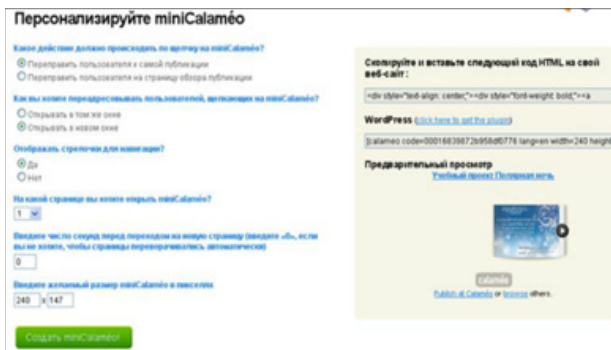 Персонализируйте miniCalaméo
Какое действие должно происходить по щелчку на miniCalaméo?
Переправить пользователя к самой публикации
Переправить пользователя на страницу обзора публикации
Как вы хотите переадресовывать пользователей, щелкающих на miniCalaméo?
Открывать в том же окне
Открывать в новом окне
Отображать стрелочки для навигации?
Да
Нет
На какой странице вы хотите открыть miniCalaméo?
1
Введите число секунд перед переходом на новую страницу (введите «0», если
вы не хотите, чтобы страницы переворачивались автоматически)
0
Введите желаемый размер miniCalaméo в пикселях
240 x 147
Создать miniCalaméo!
Скопируйте и вставьте следующий код HTML на свой
веб-сайт:
<div style="text-align: center;"><div style="font-weight: bold;"><a
WordPress (click here to get the plugin)
[calameo code=00016839872b958df0776 lang=en width=240 height
Предварительный просмотр
Учебный проект Полярная ночь
calaméo
Publish at Calaméo or browse others.